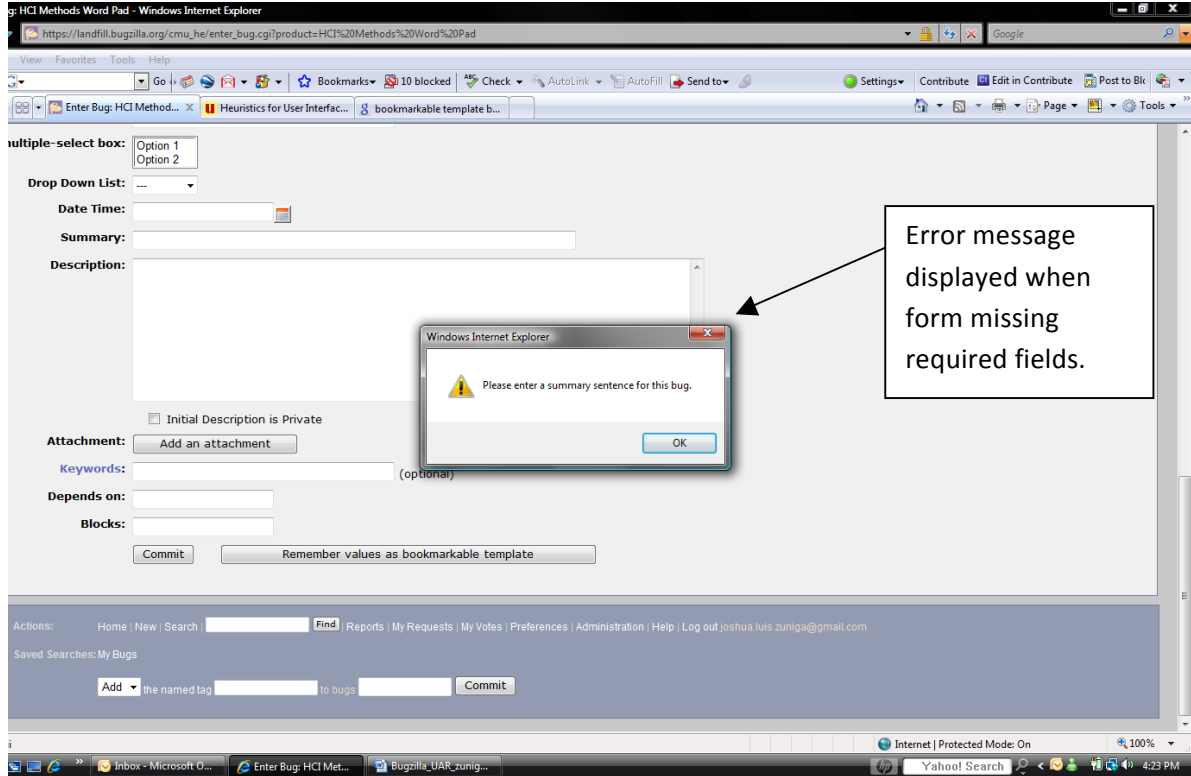 g: HCI Methods Word Pad - Windows Internet Explorer
https://landfill.bugzilla.org/cmu_he/enter_bug.cgi?product=HCI%20Methods%20Word%20Pad Google
View Favorites Tools Help
Go Bookmarks 10 blocked Check AutoLink AutoFill Send to Settings Contribute Edit in Contribute Post to Blc
Enter Bug: HCI Method... X Heuristics for User Interfac... bookmarkable template b... Page Tools
ultiple-select box: Option 1
Option 2
Drop Down List: ---
Date Time:
Summary:
Description:
Error message
displayed when
form missing
required fields.
Windows Internet Explorer
Please enter a summary sentence for this bug.
OK
Initial Description is Private
Attachment: Add an attachment
Keywords: (optional)
Depends on:
Blocks:
Commit Remember values as bookmarkable template
Actions: Home | New | Search | Find | Reports | My Requests | My Votes | Preferences | Administration | Help | Log out joshua.luis.zuniga@gmail.com
Saved Searches: My Bugs
Add the named tag to bugs Commit
Internet | Protected Mode: On 100%
Inbox - Microsoft O... Enter Bug: HCI Met... Bugzilla_UAR_zunig... Yahoo! Search 4:23 PM